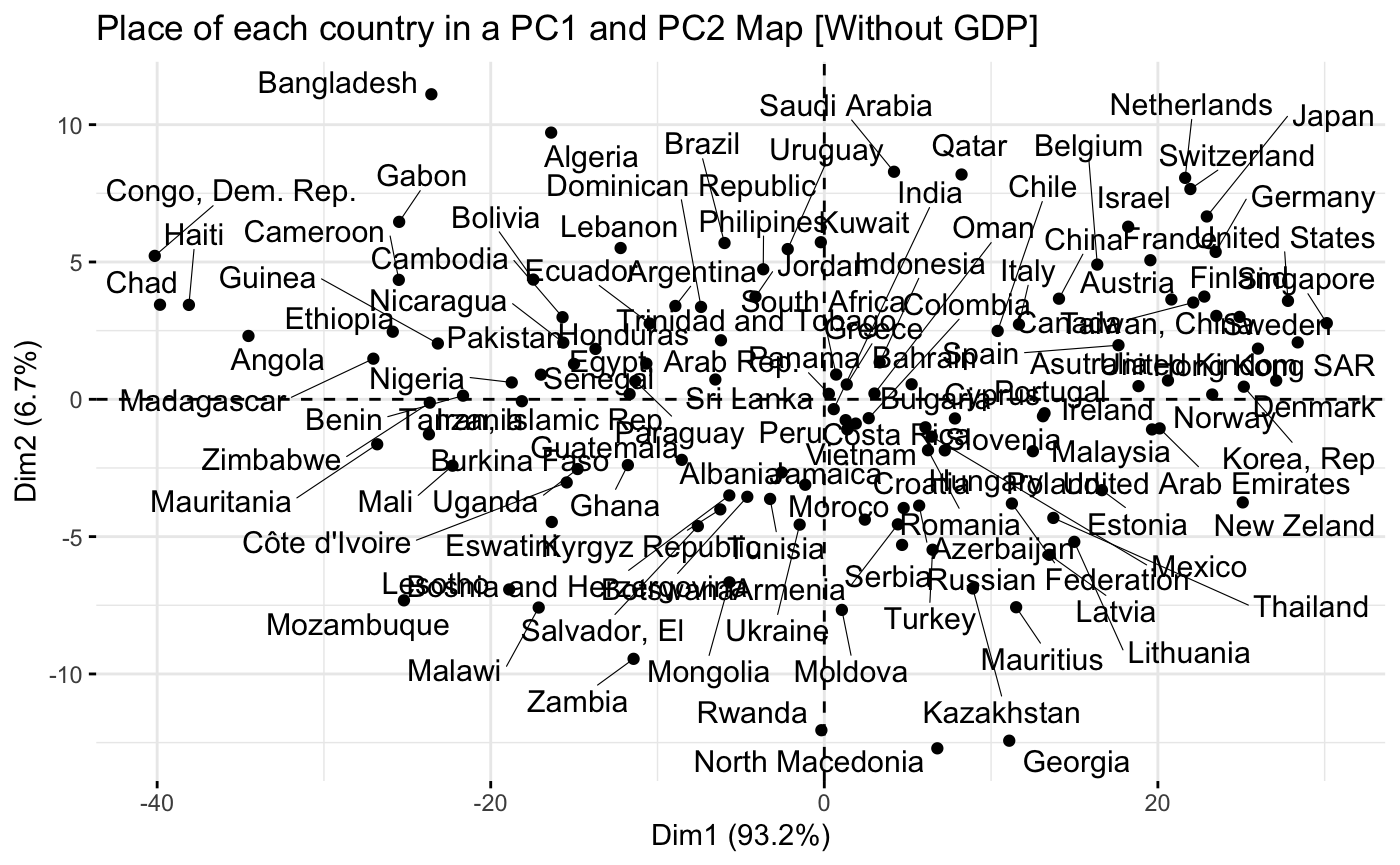 Place of each country in a PC1 and PC2 Map [Without GDP]
Bangladesh
Saudi Arabia
Netherlands
Japan
Algeria
Brazil
Uruguay
Qatar
Belgium
Switzerland
Congo, Dem. Rep.
Gabon
Dominican Republic
India
Chile
Israel
Germany
Haiti
Cameroon
Bolivia
Lebanon
Philipines
Kuwait
Oman
China
France
United States
Chad
Guinea
Cambodia
Ecuador
Argentina
Jordan
Indonesia
Italy
Austria
Finland
Singapore
Ethiopia
Nicaragua
Trinidad and Tobago
South Africa
Colombia
Canada
Taiwan, China
Sweden
Angola
Pakistan
Honduras
Greece
Egypt, Arab Rep.
Panama
Bahrain
Spain
Asutralia
United Kingdom
Hong Kong SAR
Madagascar
Nigeria
Senegal
Sri Lanka
Bulgaria
Cyprus
Portugal
Ireland
Norway
Denmark
Benin
Tanzania
Iran, Islamic Rep.
Paraguay
Peru
Costa Rica
Slovenia
Malaysia
Korea, Rep
Zimbabwe
Burkina Faso
Guatemala
Albania
Jamaica
Vietnam
Croatia
Hungary
Poland
United Arab Emirates
Mauritania
Mali
Uganda
Ghana
Moroco
Romania
Estonia
New Zeland
Côte d'Ivoire
Eswatini
Kyrgyz Republic
Tunisia
Azerbaijan
Mexico
Lesotho
Bosnia and Herzergovina
Botswana
Armenia
Serbia
Russian Federation
Thailand
Mozambuque
Salvador, El
Ukraine
Turkey
Latvia
Malawi
Mongolia
Moldova
Mauritius
Lithuania
Zambia
Rwanda
Kazakhstan
North Macedonia
Georgia
10
5
0
-5
-10
Dim2 (6.7%)
-40
-20
0
20
Dim1 (93.2%)